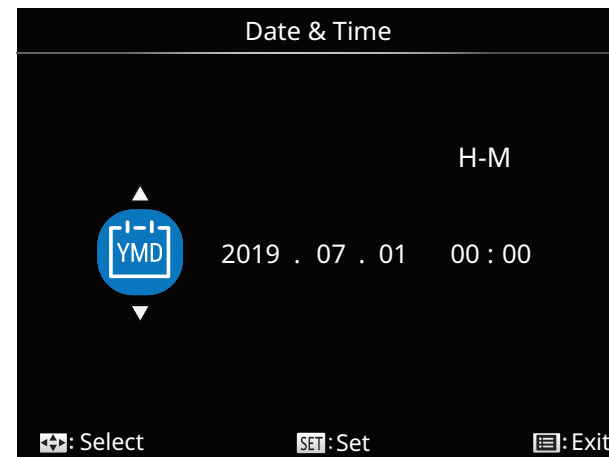 Date & Time
H-M
YMD 2019 . 07 . 01 00 : 00
: Select SET : Set : Exit